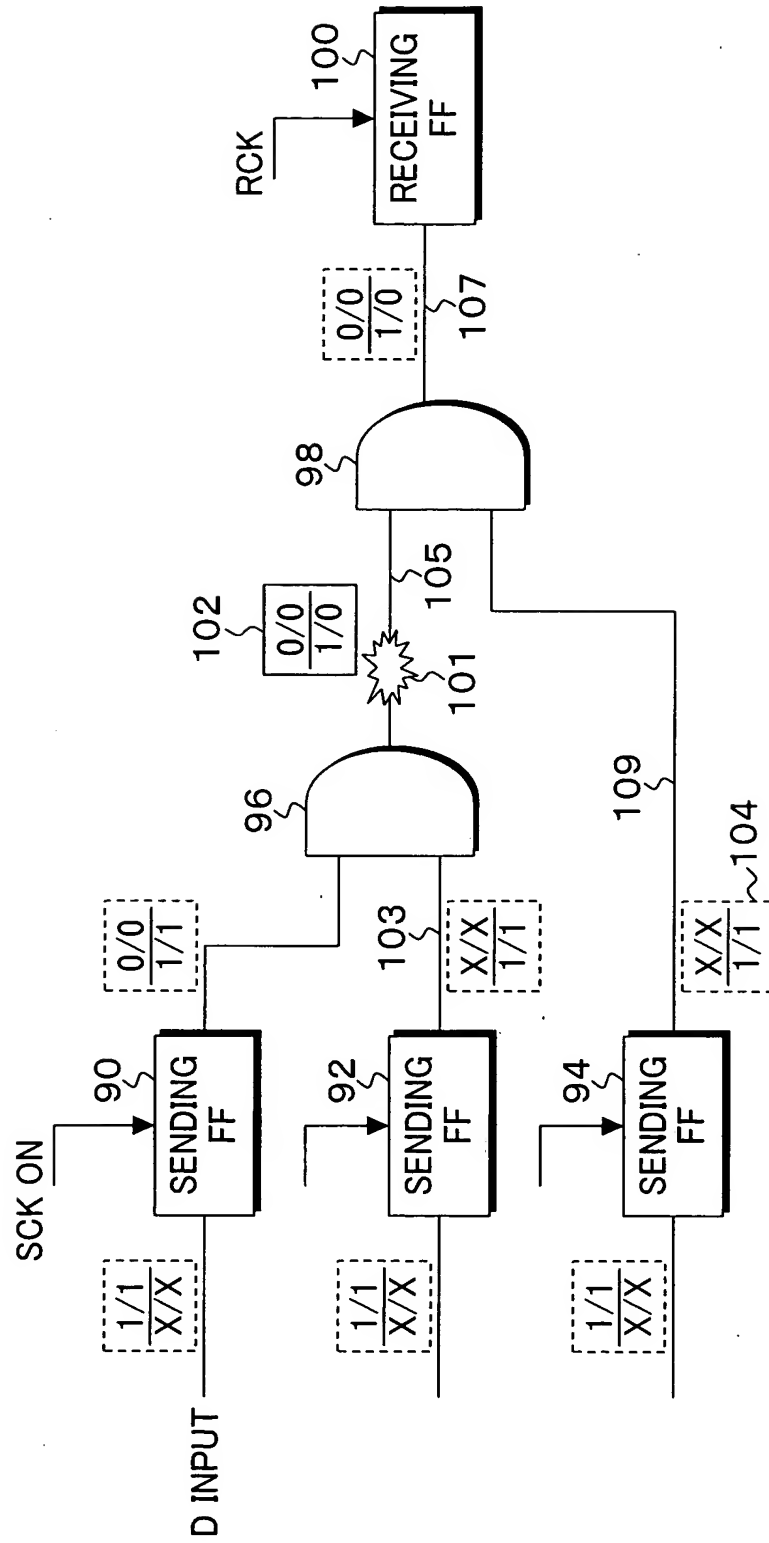 SCK ON
D INPUT
1/1
X/X
90
SENDING
FF
0/0
1/1
1/1
X/X
92
SENDING
FF
103
X/X
1/1
1/1
X/X
94
SENDING
FF
X/X
1/1
104
109
96
102
0/0
1/0
101
105
98
0/0
1/0
107
RCK
100
RECEIVING
FF